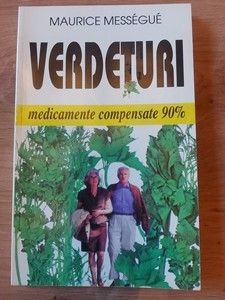 MAURICE MESSÉGUÉ
VERDEȚURI
medicamente compensate 90%